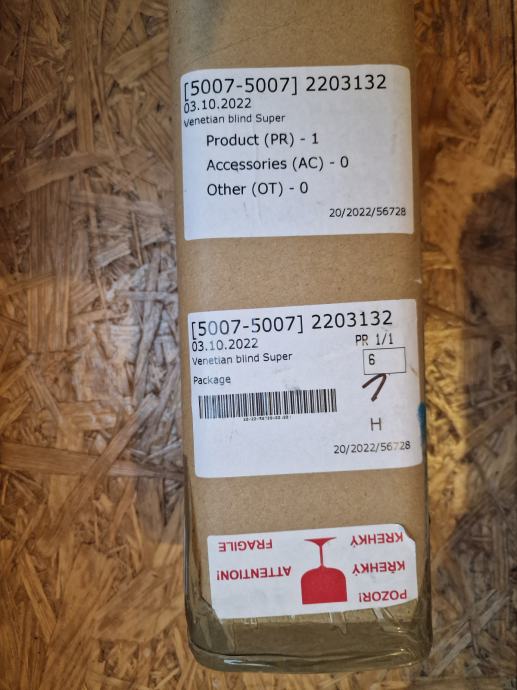 [5007-5007] 2203132
03.10.2022
Venetian blind Super
Product (PR) - 1
Accessories (AC) - 0
Other (OT) - 0
20/2022/56728
[5007-5007] 2203132
03.10.2022
PR 1/1
Venetian blind Super
6
Package
H
20/2022/56728
POZOR!
ATTENTION!
KŘEHKÝ
KREHKÝ
FRAGILE